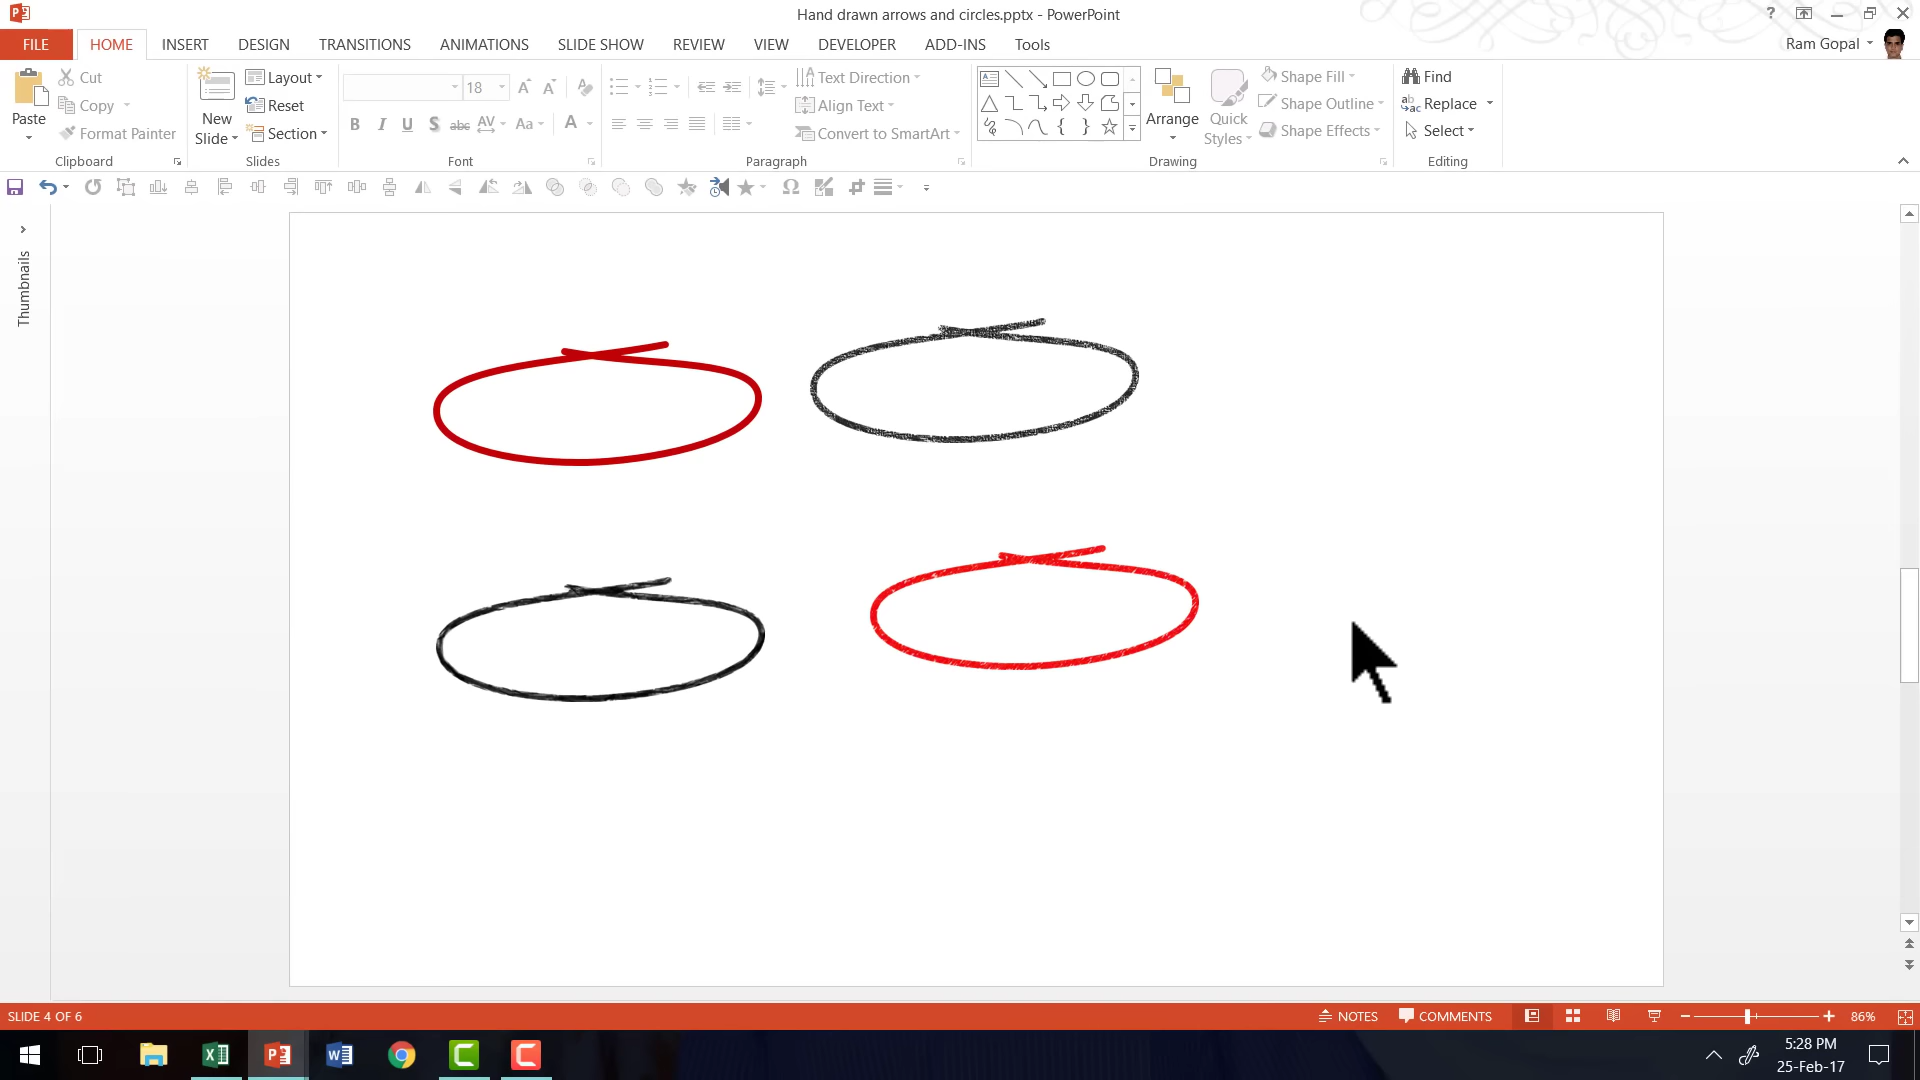 Hand drawn arrows and circles.pptx - PowerPoint
?
FILE HOME INSERT DESIGN TRANSITIONS ANIMATIONS SLIDE SHOW REVIEW VIEW DEVELOPER ADD-INS Tools Ram Gopal
Paste
Cut
Copy
Format Painter
Clipboard
New
Slide
Layout
Reset
Section
Slides
18
B I U S abc AV Aa A
Font
Text Direction
Align Text
Convert to SmartArt
Paragraph
Arrange
Quick
Styles
Shape Fill
Shape Outline
Shape Effects
Drawing
Find
Replace
Select
Editing
Thumbnails
SLIDE 4 OF 6 NOTES COMMENTS 86%
5:28 PM
25-Feb-17